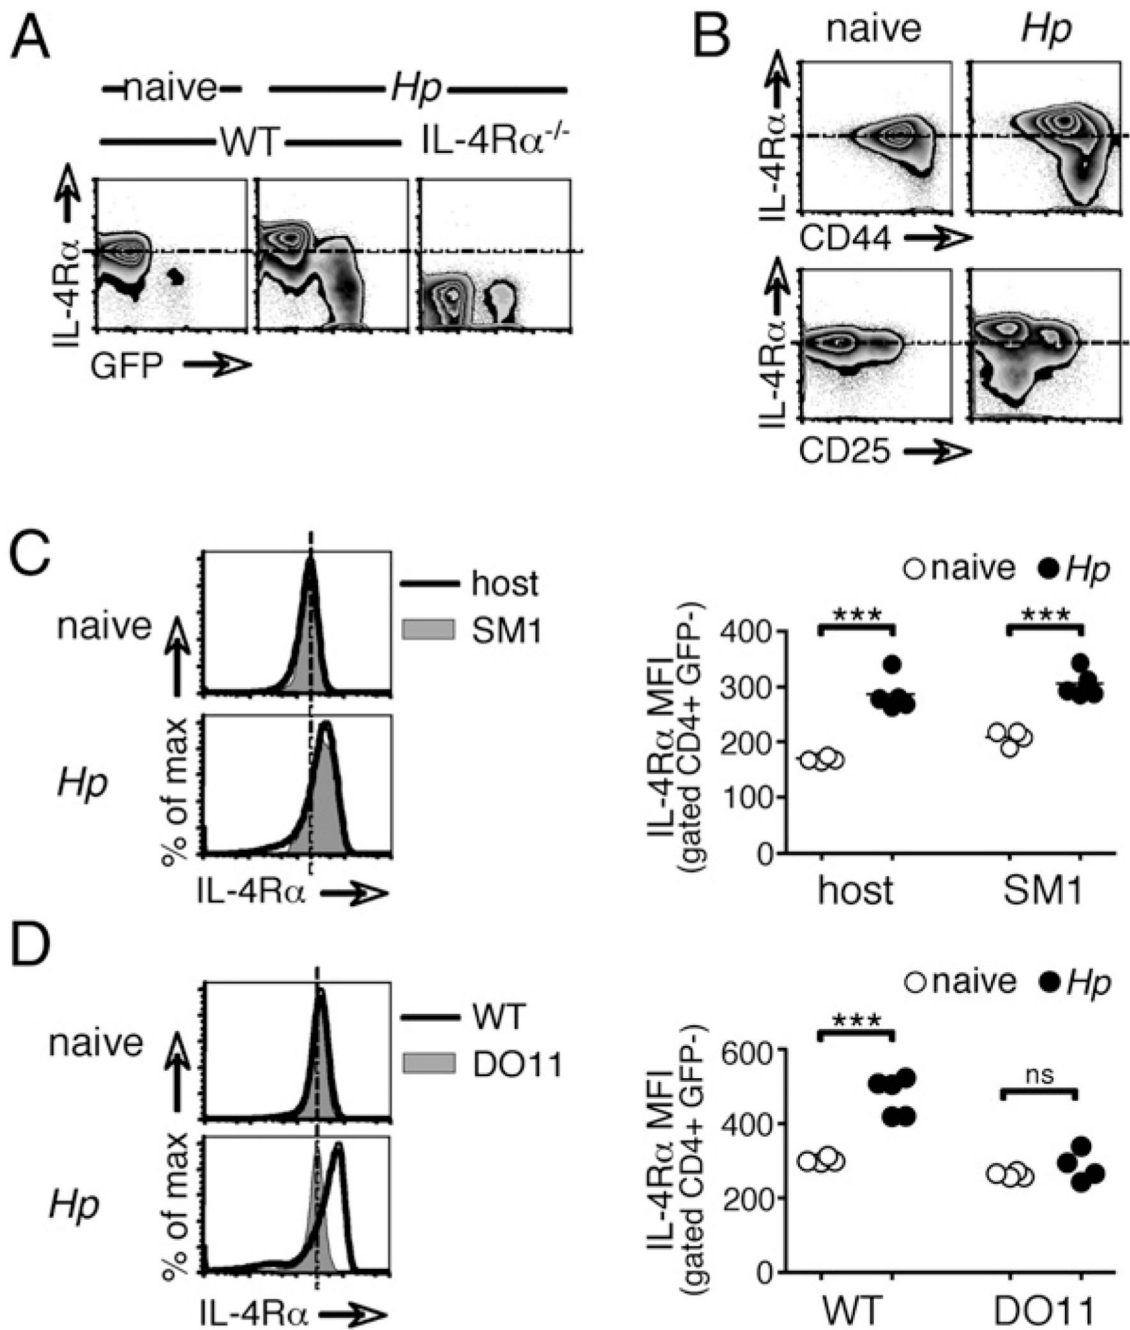 A
naive Hp
WT IL-4Rα-/-
IL-4Rα
GFP
B
naive Hp
IL-4Rα
CD44
IL-4Rα
CD25
C
naive
host
SM1
Hp
% of max
IL-4Rα
naive Hp
*** ***
IL-4Rα MFI
(gated CD4+ GFP-)
400
300
200
100
0
host SM1
D
naive
WT
DO11
Hp
% of max
IL-4Rα
naive Hp
***
ns
IL-4Rα MFI
(gated CD4+ GFP-)
600
400
200
0
WT DO11